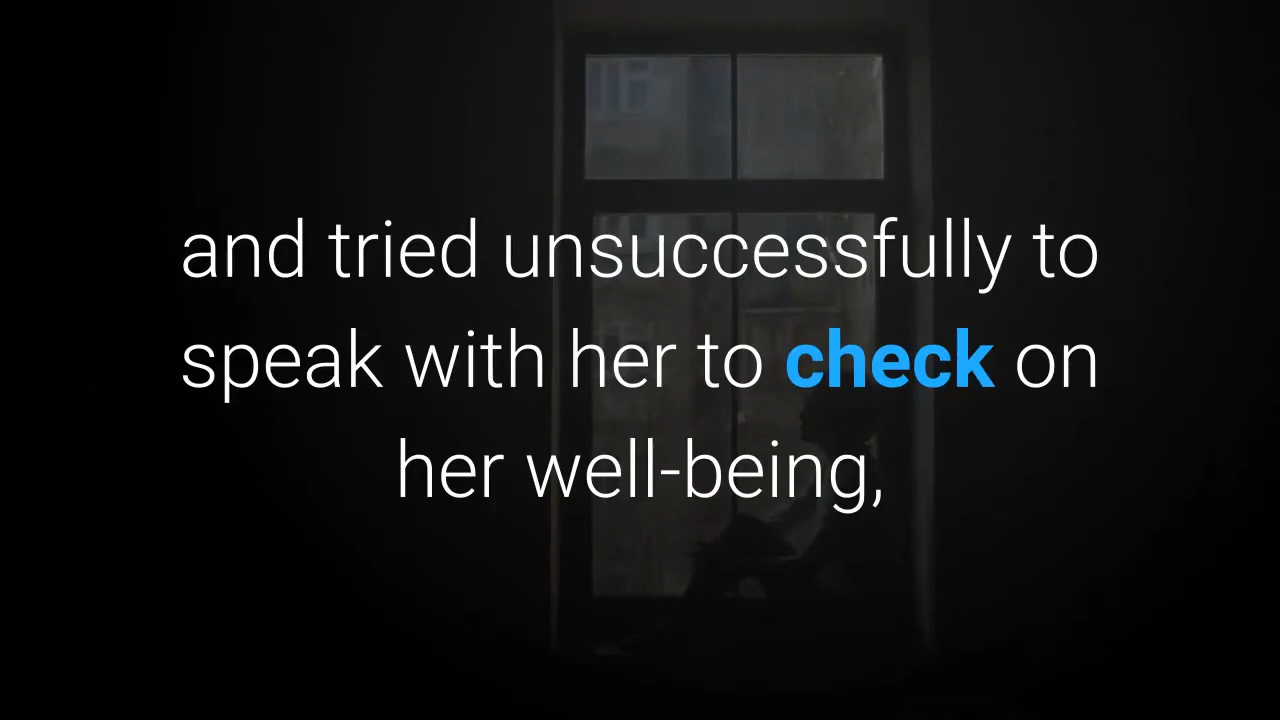 and tried unsuccessfully to
speak with her to check on
her well-being,